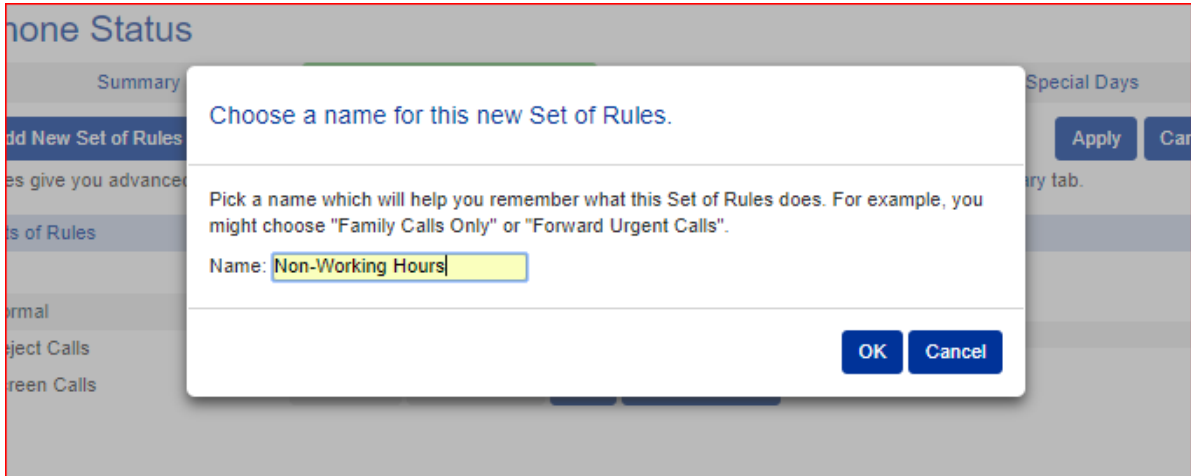 hone Status
Summary
Special Days
Choose a name for this new Set of Rules.
dd New Set of Rules
Apply
Can
es give you advanced
ary tab.
Pick a name which will help you remember what this Set of Rules does. For example, you
might choose "Family Calls Only" or "Forward Urgent Calls".
ts of Rules
Name: Non-Working Hours
ormal
eject Calls
creen Calls
OK
Cancel